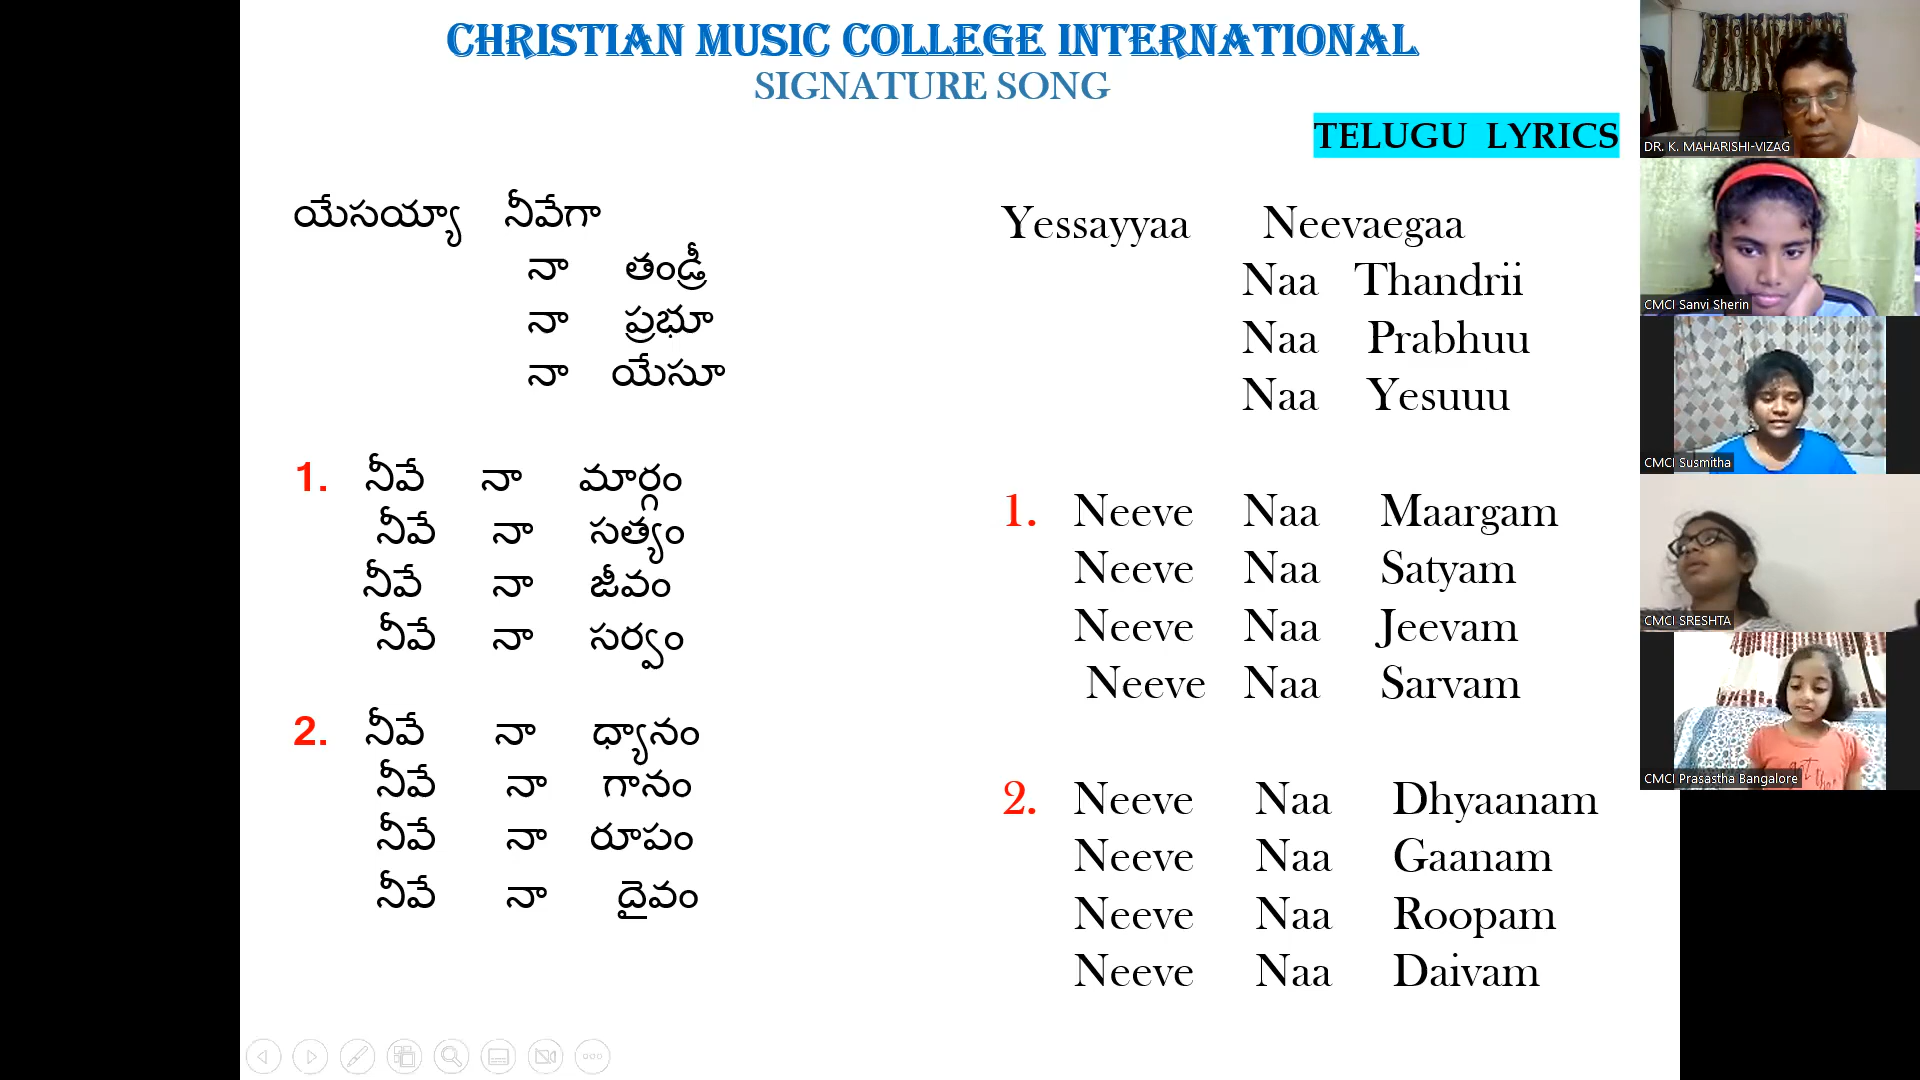 CHRISTIAN MUSIC COLLEGE INTERNATIONAL
SIGNATURE SONG
TELUGU LYRICS
యేసయ్యా నీవేగా
నా తండ్రీ
నా ప్రభూ
నా యేసూ
1. నీవే నా మార్గం
నీవే నా సత్యం
నీవే నా జీవం
నీవే నా సర్వం
2. నీవే నా ధ్యానం
నీవే నా గానం
నీవే నా రూపం
నీవే నా దైవం
Yessayyaa Neevaegaa
Naa Thandrii
Naa Prabhuu
Naa Yesuuu
1. Neeve Naa Maargam
Neeve Naa Satyam
Neeve Naa Jeevam
Neeve Naa Sarvam
2. Neeve Naa Dhyaanam
Neeve Naa Gaanam
Neeve Naa Roopam
Neeve Naa Daivam
DR. K. MAHARISHI-VIZAG
CMCI Sanvi Sherin
CMCI Susmitha
CMCI SRESHTA
CMCI Prasastha Bangalore